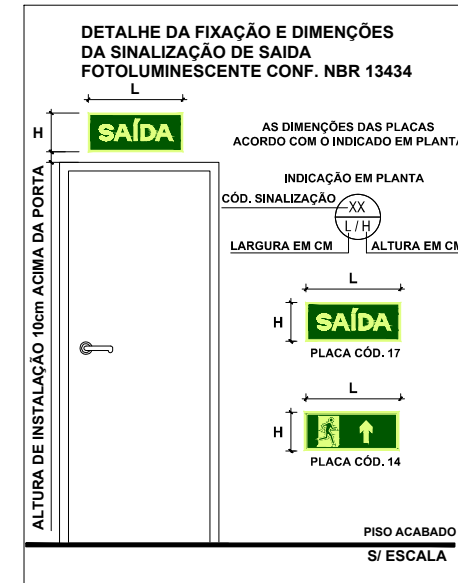 DETALHE DA FIXAÇÃO E DIMENÇÕES
DA SINALIZAÇÃO DE SAIDA
FOTOLUMINESCENTE CONF. NBR 13434
L
H
SAÍDA
AS DIMENÇÕES DAS PLACAS
ACORDO COM O INDICADO EM PLANTA
INDICAÇÃO EM PLANTA
CÓD. SINALIZAÇÃO
XX
L / H
LARGURA EM CM
ALTURA EM CM
ALTURA DE INSTALAÇÃO 10cm ACIMA DA PORTA
L
H
SAÍDA
PLACA CÓD. 17
L
H
PLACA CÓD. 14
PISO ACABADO
S/ ESCALA